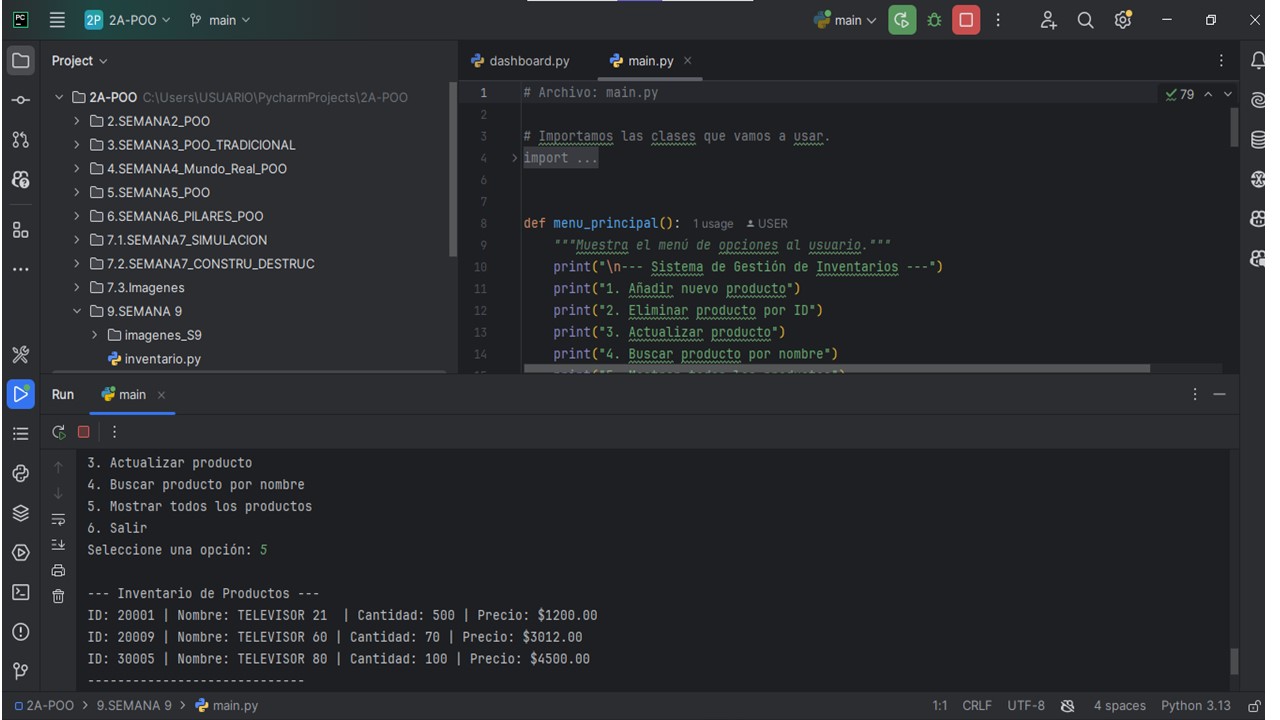 PC 2P 2A-POO main main
Project
dashboard.py main.py
2A-POO C:\Users\USUARIO\PycharmProjects\2A-POO
2.SEMANA2_POO
3.SEMANA3_POO_TRADICIONAL
4.SEMANA4_Mundo_Real_POO
5.SEMANA5_POO
6.SEMANA6_PILARES_POO
7.1.SEMANA7_SIMULACION
7.2.SEMANA7_CONSTRU_DESTRUC
7.3.Imagenes
9.SEMANA 9
imagenes_S9
inventario.py
79
1 # Archivo: main.py
2
3 # Importamos las clases que vamos a usar.
4 import ...
6
7
8 def menu_principal(): 1 usage USER
9 """Muestra el menú de opciones al usuario."""
10 print("\n--- Sistema de Gestión de Inventarios ---")
11 print("1. Añadir nuevo producto")
12 print("2. Eliminar producto por ID")
13 print("3. Actualizar producto")
14 print("4. Buscar producto por nombre")
15 print("5. Mostrar todos los productos")
Run main
3. Actualizar producto
4. Buscar producto por nombre
5. Mostrar todos los productos
6. Salir
Seleccione una opción: 5
--- Inventario de Productos ---
ID: 20001 | Nombre: TELEVISOR 21  | Cantidad: 500 | Precio: $1200.00
ID: 20009 | Nombre: TELEVISOR 60 | Cantidad: 70 | Precio: $3012.00
ID: 30005 | Nombre: TELEVISOR 80 | Cantidad: 100 | Precio: $4500.00
-----------------------------
2A-POO > 9.SEMANA 9 > main.py 1:1 CRLF UTF-8 4 spaces Python 3.13